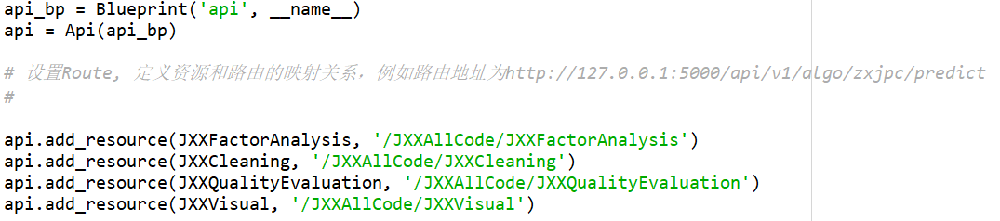 api_bp = Blueprint('api', __name__)
api = Api(api_bp)
# 设置Route, 定义资源和路由的映射关系，例如路由地址为http://127.0.0.1:5000/api/v1/algo/zxjpc/predict
#
api.add_resource(JXXFactorAnalysis, '/JXXAllCode/JXXFactorAnalysis')
api.add_resource(JXXCleaning, '/JXXAllCode/JXXCleaning')
api.add_resource(JXXQualityEvaluation, '/JXXAllCode/JXXQualityEvaluation')
api.add_resource(JXXVisual, '/JXXAllCode/JXXVisual')